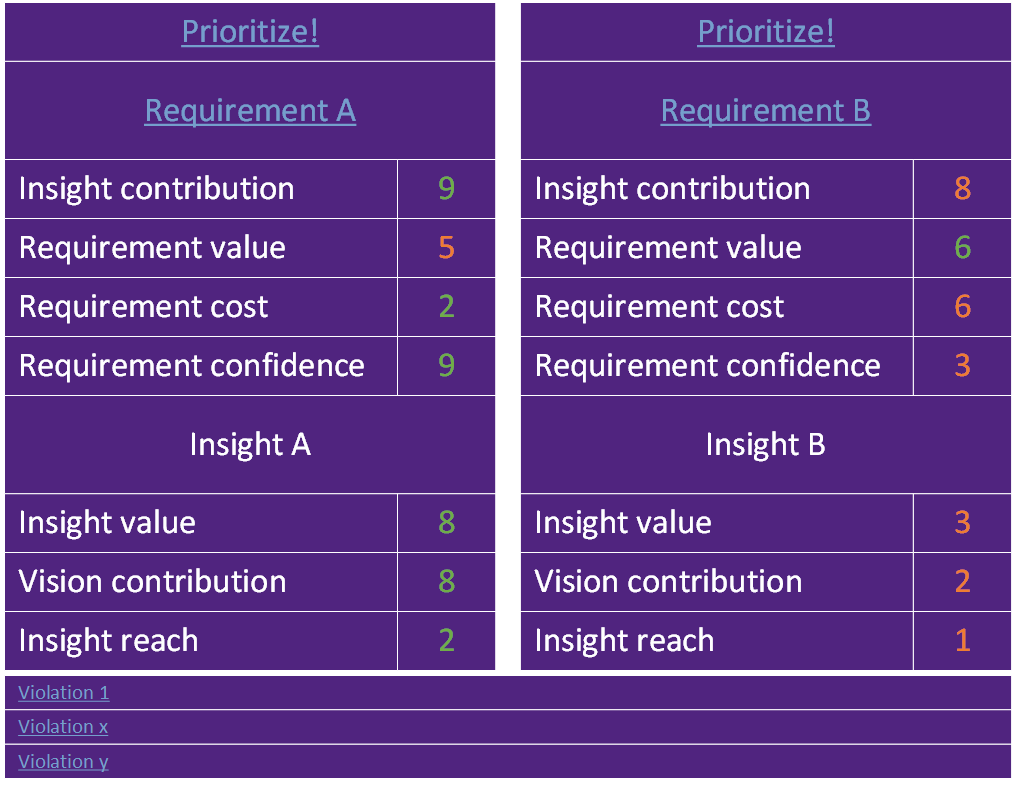 Prioritize!
Requirement A
Insight contribution 9
Requirement value 5
Requirement cost 2
Requirement confidence 9
Insight A
Insight value 8
Vision contribution 8
Insight reach 2
Prioritize!
Requirement B
Insight contribution 8
Requirement value 6
Requirement cost 6
Requirement confidence 3
Insight B
Insight value 3
Vision contribution 2
Insight reach 1
Violation 1
Violation x
Violation y